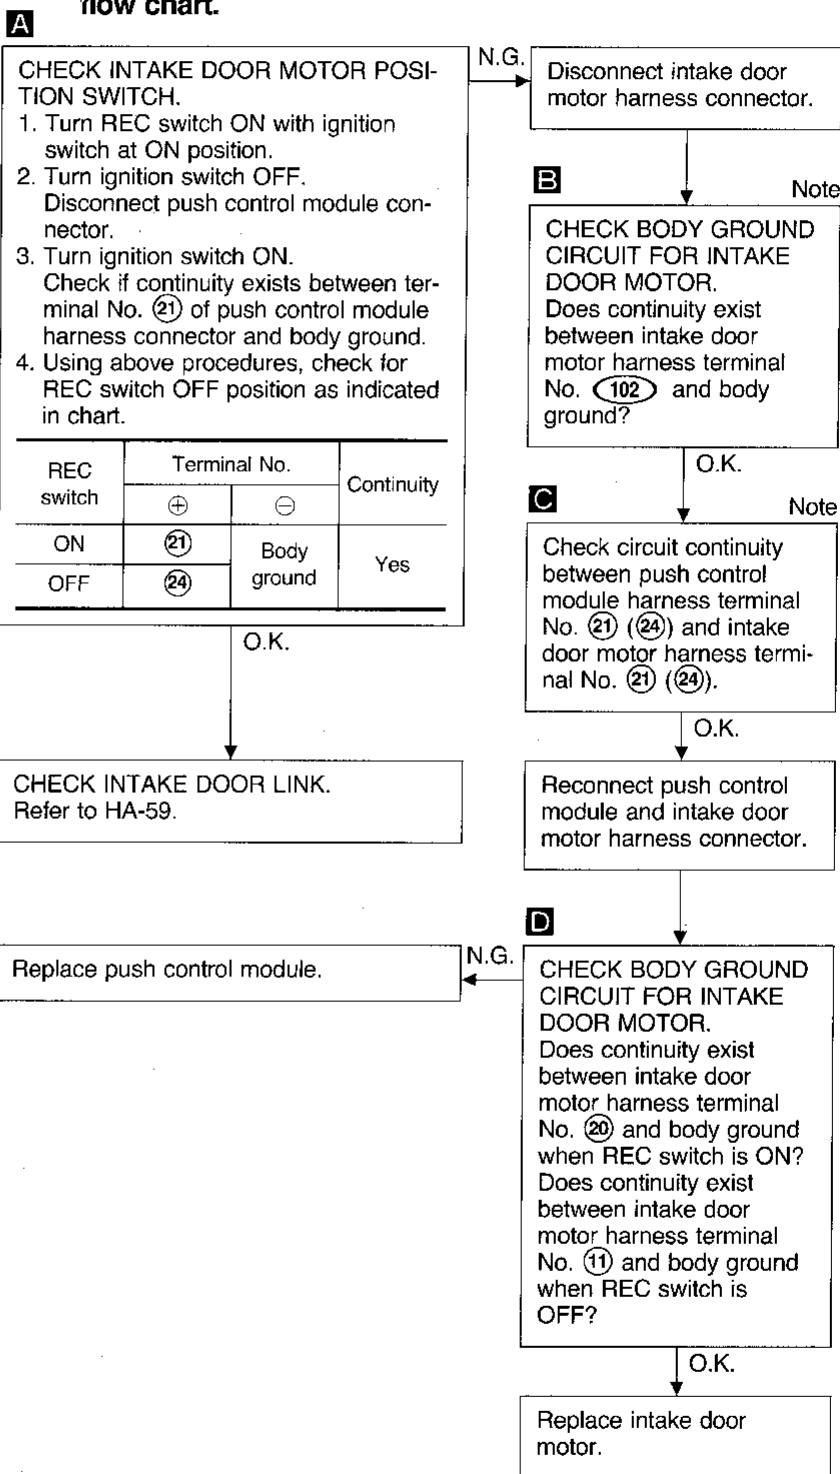 flow chart.
A
CHECK INTAKE DOOR MOTOR POSI-
TION SWITCH.
1. Turn REC switch ON with ignition
switch at ON position.
2. Turn ignition switch OFF.
Disconnect push control module con-
nector.
3. Turn ignition switch ON.
Check if continuity exists between ter-
minal No. ㉑ of push control module
harness connector and body ground.
4. Using above procedures, check for
REC switch OFF position as indicated
in chart.
REC
switch
Terminal No.
Continuity
⊕
⊖
ON
㉑
Body
ground
Yes
OFF
㉔
O.K.
CHECK INTAKE DOOR LINK.
Refer to HA-59.
N.G.
Disconnect intake door
motor harness connector.
B
Note
CHECK BODY GROUND
CIRCUIT FOR INTAKE
DOOR MOTOR.
Does continuity exist
between intake door
motor harness terminal
No. (102) and body
ground?
O.K.
C
Note
Check circuit continuity
between push control
module harness terminal
No. ㉑ (㉔) and intake
door motor harness termi-
nal No. ㉑ (㉔).
O.K.
Reconnect push control
module and intake door
motor harness connector.
D
CHECK BODY GROUND
CIRCUIT FOR INTAKE
DOOR MOTOR.
Does continuity exist
between intake door
motor harness terminal
No. ⑳ and body ground
when REC switch is ON?
Does continuity exist
between intake door
motor harness terminal
No. ⑪ and body ground
when REC switch is
OFF?
N.G.
Replace push control module.
O.K.
Replace intake door
motor.